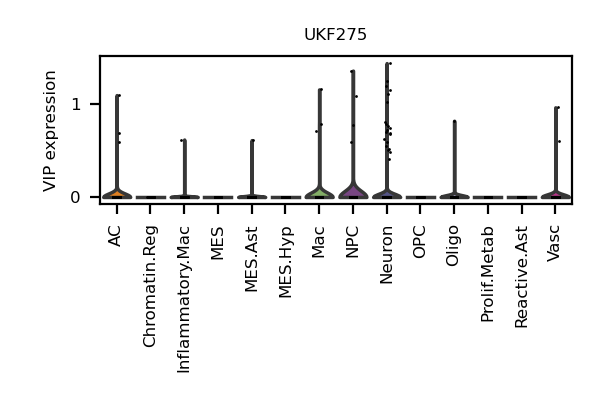 UKF275
VIP expression
1
0
AC
Chromatin.Reg
Inflammatory.Mac
MES
MES.Ast
MES.Hyp
Mac
NPC
Neuron
OPC
Oligo
Prolif.Metab
Reactive.Ast
Vasc